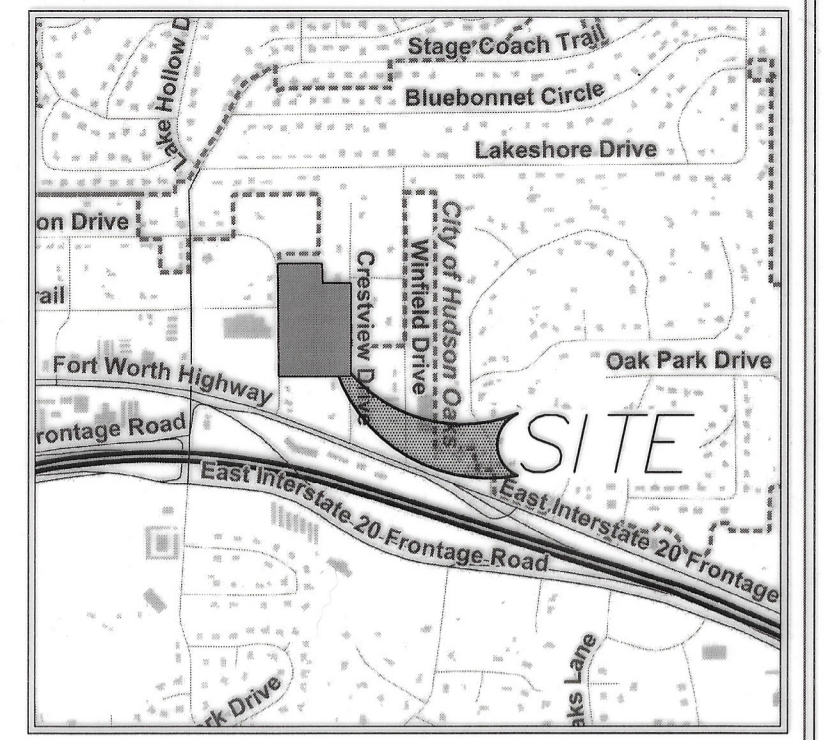 Stage Coach Trail
Lake Hollow D
Bluebonnet Circle
Lakeshore Drive
on Drive
City of Hudson Oaks
Winfield Drive
Crestview Drive
rail
Oak Park Drive
Fort Worth Highway
rontage Road
SITE
East Interstate 20 Frontage Road
East Interstate 20 Frontage
aks Lane
rk Drive